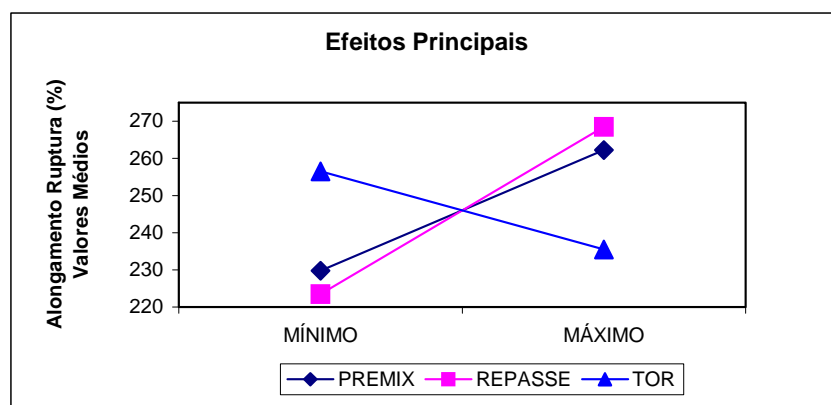 Efeitos Principais
Alongamento Ruptura (%)
Valores Médios
270
260
250
240
230
220
MÍNIMO
MÁXIMO
PREMIX
REPASSE
TOR